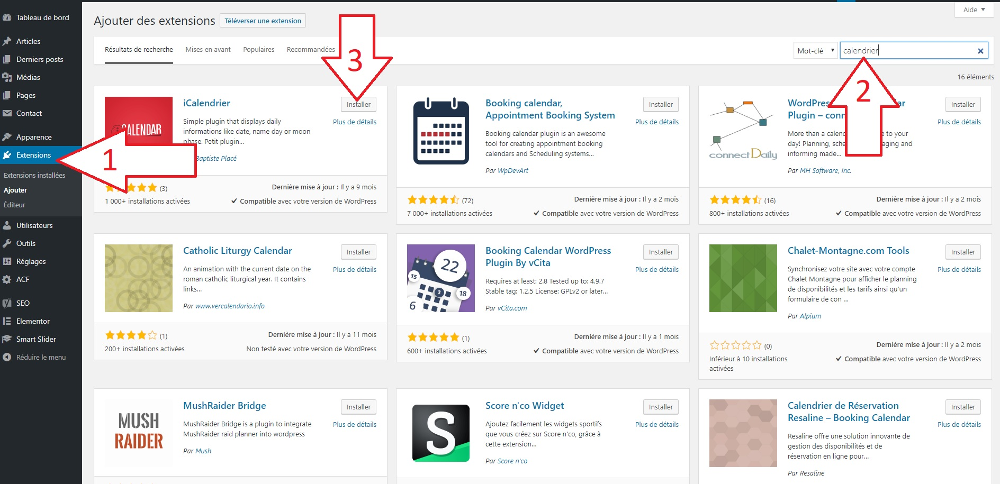 Tableau de bord
Articles
Derniers posts
Médias
Pages
Contact
Apparence
Extensions
Extensions installées
Ajouter
Éditeur
Utilisateurs
Outils
Réglages
ACF
SEO
Elementor
Smart Slider
Réduire le menu
1
2
3
Aide
Ajouter des extensions
Téléverser une extension
Résultats de recherche
Mises en avant
Populaires
Recommandées
Mot-clé
calendrier
16 éléments
CALENDAR
iCalendrier
Installer
Plus de détails
Simple plugin that displays daily
informations like date, name day or moon
phase. Petit plugin...
Baptiste Placé
(3)
1 000+ installations activées
Dernière mise à jour : Il y a 9 mois
Compatible avec votre version de WordPress
Booking calendar,
Appointment Booking System
Installer
Plus de détails
Booking calendar plugin is an awesome
tool for creating appointment booking
calendars and Scheduling systems...
Par WpDevArt
(72)
7 000+ installations activées
Dernière mise à jour : Il y a 2 mois
Compatible avec votre version de WordPress
connectDaily
Plugin –
Installer
Plus de détails
More than a
day! Planning, and
informing made...
Par MH Software, Inc.
(16)
800+ installations activées
Dernière mise à jour : Il y a 2 mois
Compatible avec votre version de WordPress
Catholic Liturgy Calendar
Installer
Plus de détails
An animation with the current date on the
roman catholic liturgical year. It contains
links...
Par www.vercalendario.info
(1)
200+ installations activées
Dernière mise à jour : Il y a 11 mois
Non testé avec votre version de WordPress
22
15
3
18
6
Booking Calendar WordPress
Plugin By vCita
Installer
Plus de détails
Requires at least: 2.8 Tested up to: 4.9.7
Stable tag: 1.2.5 License: GPLv2 or later...
Par vCita.com
(1)
600+ installations activées
Dernière mise à jour : Il y a 1 mois
Compatible avec votre version de WordPress
Chalet-Montagne.com Tools
Installer
Plus de détails
Synchronisez votre site avec votre compte
Chalet Montagne pour afficher le planning
de disponibilités et les tarifs ainsi qu'un
formulaire de con ...
Par Alpium
(0)
Inférieur à 10 installations
activées
Dernière mise à jour : Il y a 2 mois
Compatible avec votre version de WordPress
MUSH
RAIDER
MushRaider Bridge
Installer
Plus de détails
MushRaider Bridge is a plugin to integrate
MushRaider raid planner into wordpress
Par Mush
S
Score n'co Widget
Installer
Plus de détails
Ajoutez facilement les widgets sportifs
que vous créez sur Score n'co, grâce à
cette extension...
Par Score n'co
Calendrier de Réservation
Resaline – Booking Calendar
Installer
Plus de détails
Resaline offre une solution innovante de
gestion des disponibilités et de
réservation en ligne pour...
Par Resaline